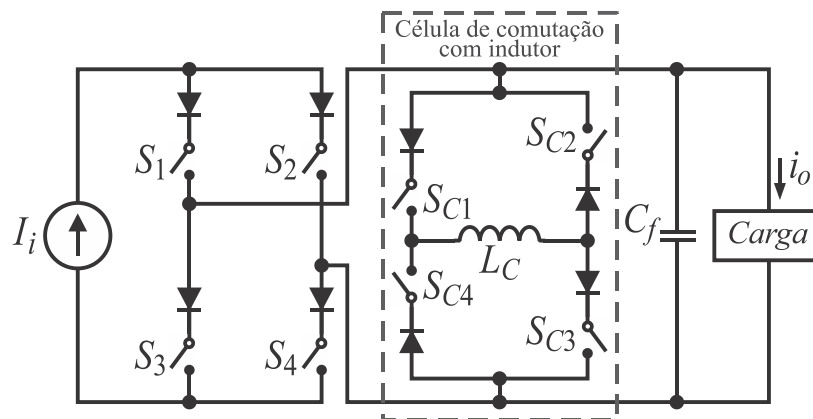 Célula de comutação
com indutor
S1
S2
SC2
SC1
io
Ii
Cf
Carga
LC
SC4
S3
S4
SC3